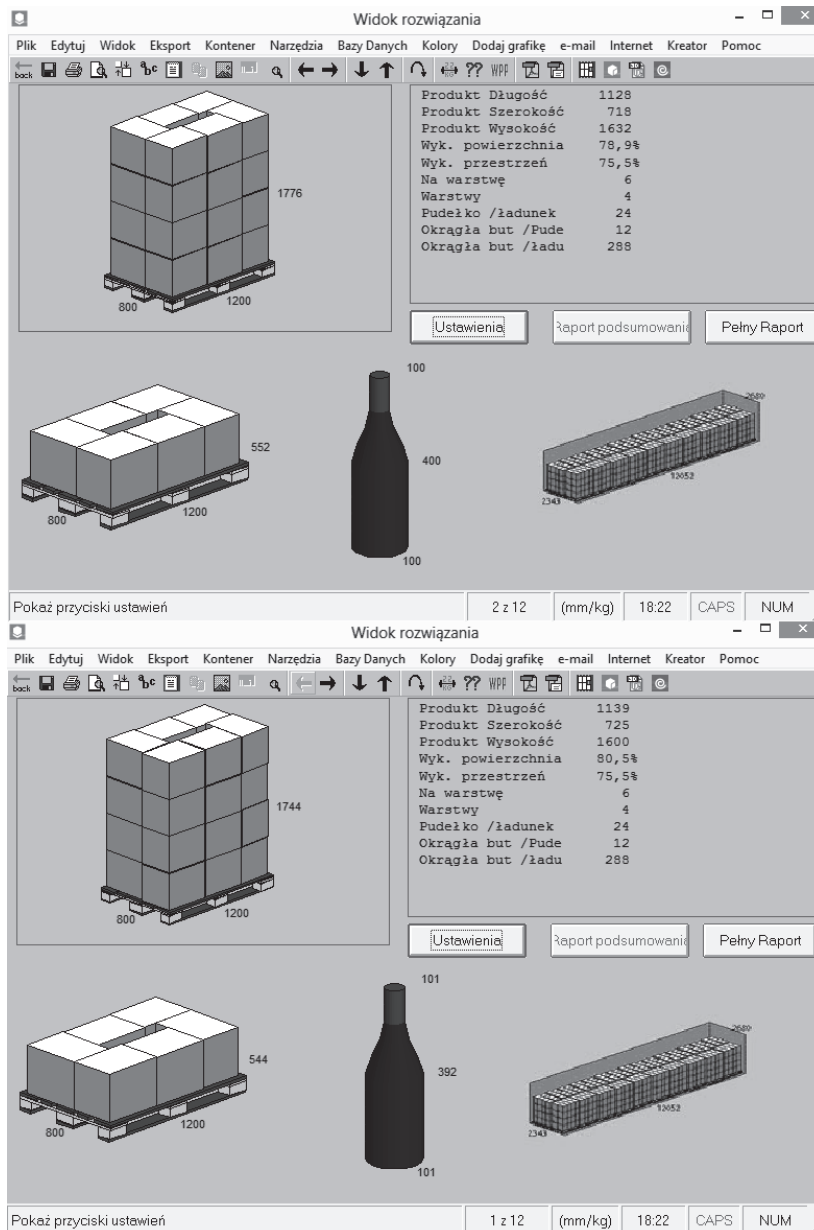 Widok rozwiązania
Plik Edytuj Widok Eksport Kontener Narzędzia Bazy Danych Kolory Dodaj grafikę e-mail Internet Kreator Pomoc
back abc ?? WPF
1776
800 1200
Produkt Długość 1128
Produkt Szerokość 718
Produkt Wysokość 1632
Wyk. powierzchnia 78,9%
Wyk. przestrzeń 75,5%
Na warstwę 6
Warstwy 4
Pudełko /ładunek 24
Okrągła but /Pude 12
Okrągła but /ładu 288
Ustawienia Raport podsumowani Pełny Raport
552
800 1200
100
400
100
2680
2343 12052
Pokaż przyciski ustawień 2 z 12 (mm/kg) 18:22 CAPS NUM
Widok rozwiązania
Plik Edytuj Widok Eksport Kontener Narzędzia Bazy Danych Kolory Dodaj grafikę e-mail Internet Kreator Pomoc
back abc ?? WPF
1744
800 1200
Produkt Długość 1139
Produkt Szerokość 725
Produkt Wysokość 1600
Wyk. powierzchnia 80,5%
Wyk. przestrzeń 75,5%
Na warstwę 6
Warstwy 4
Pudełko /ładunek 24
Okrągła but /Pude 12
Okrągła but /ładu 288
Ustawienia Raport podsumowani Pełny Raport
544
800 1200
101
392
101
2680
2343 12052
Pokaż przyciski ustawień 1 z 12 (mm/kg) 18:22 CAPS NUM